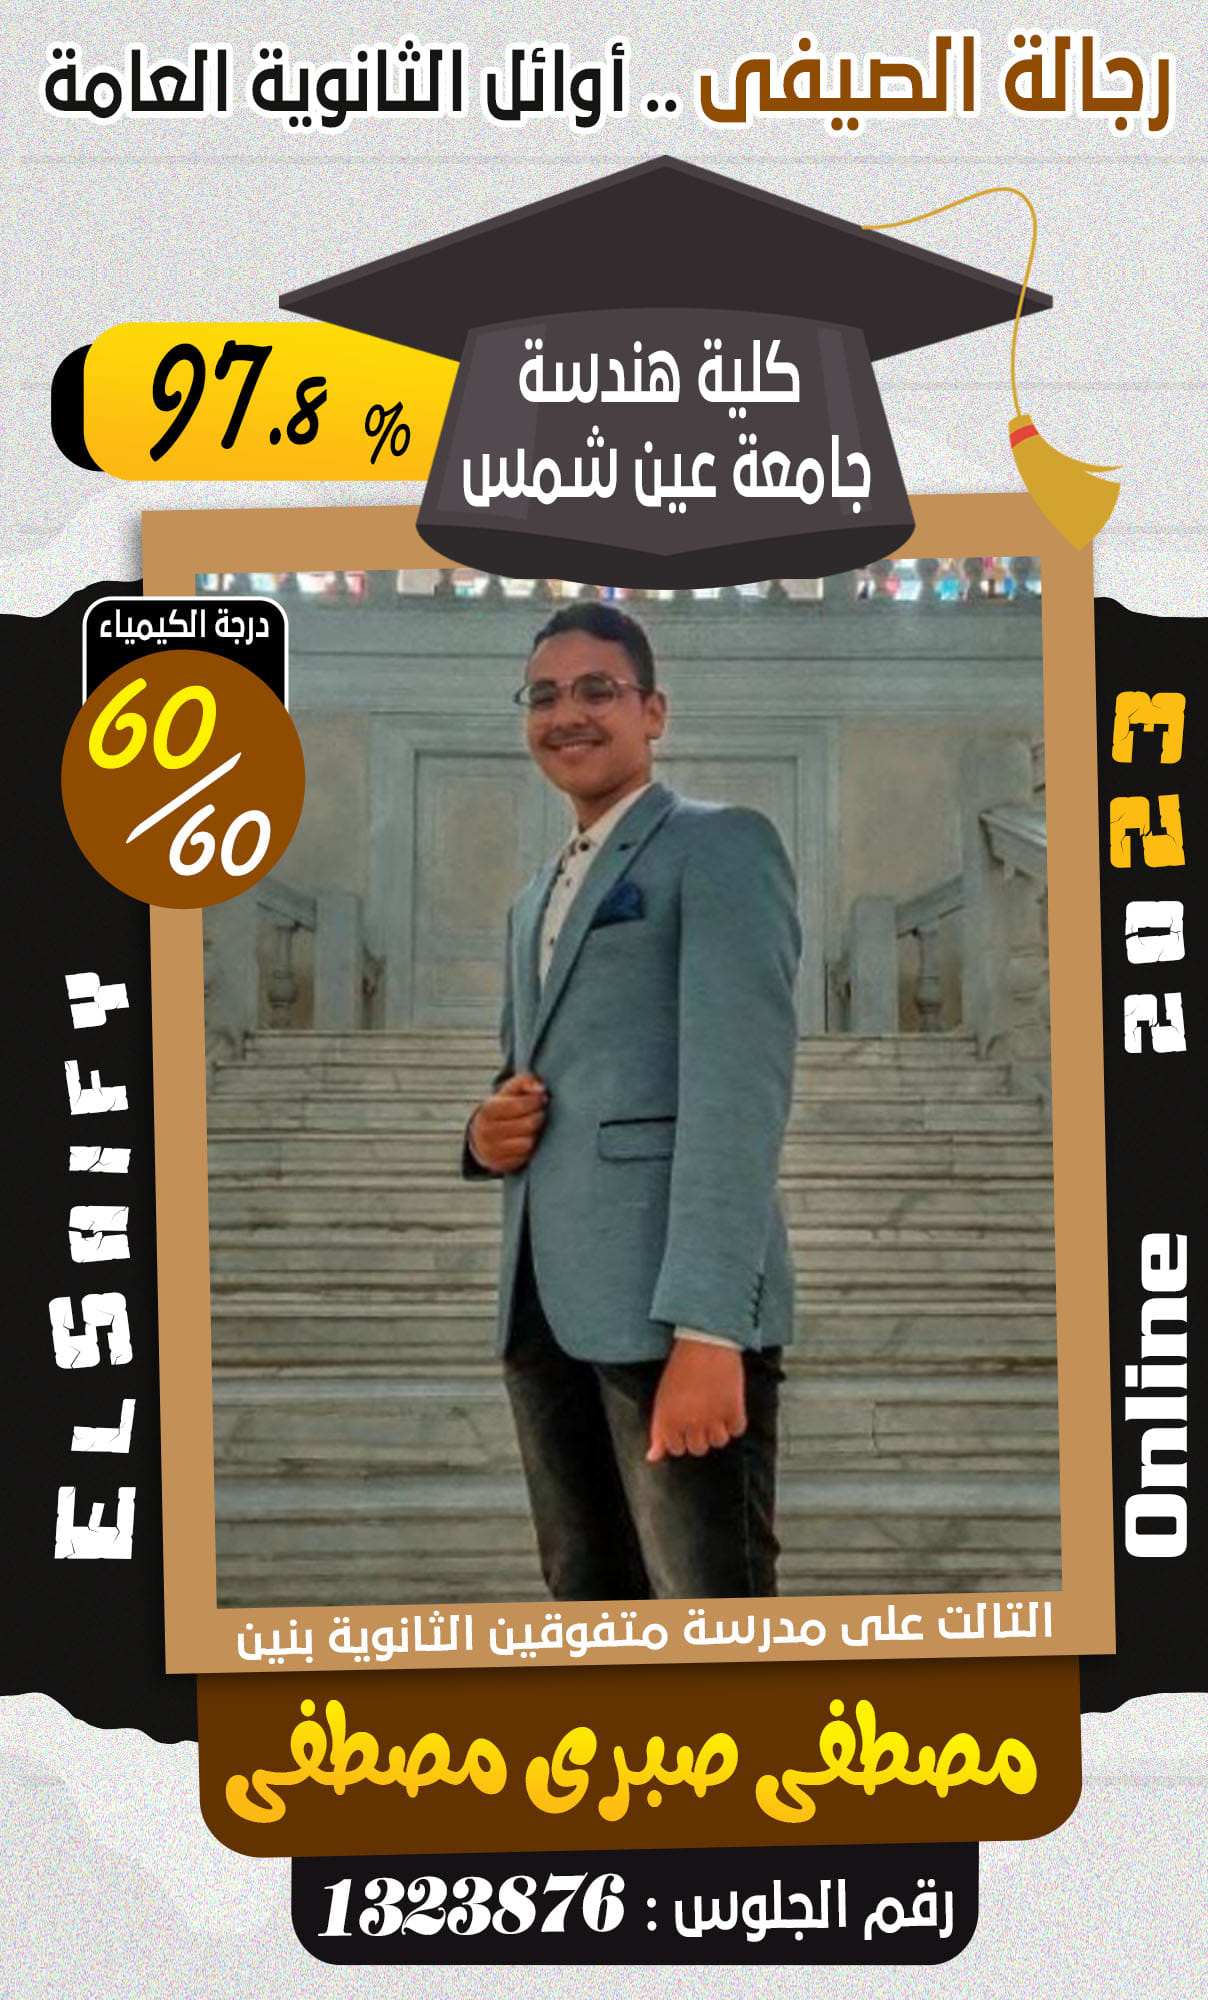 رجالة الصيفى .. أوائل الثانوية العامة
كلية هندسة
جامعة عين شمس
97.8 %
درجة الكيمياء
60/60
ELSAIFY
Online 2023
التالت على مدرسة متفوقين الثانوية بنين
مصطفى صبرى مصطفى
رقم الجلوس : 1323876